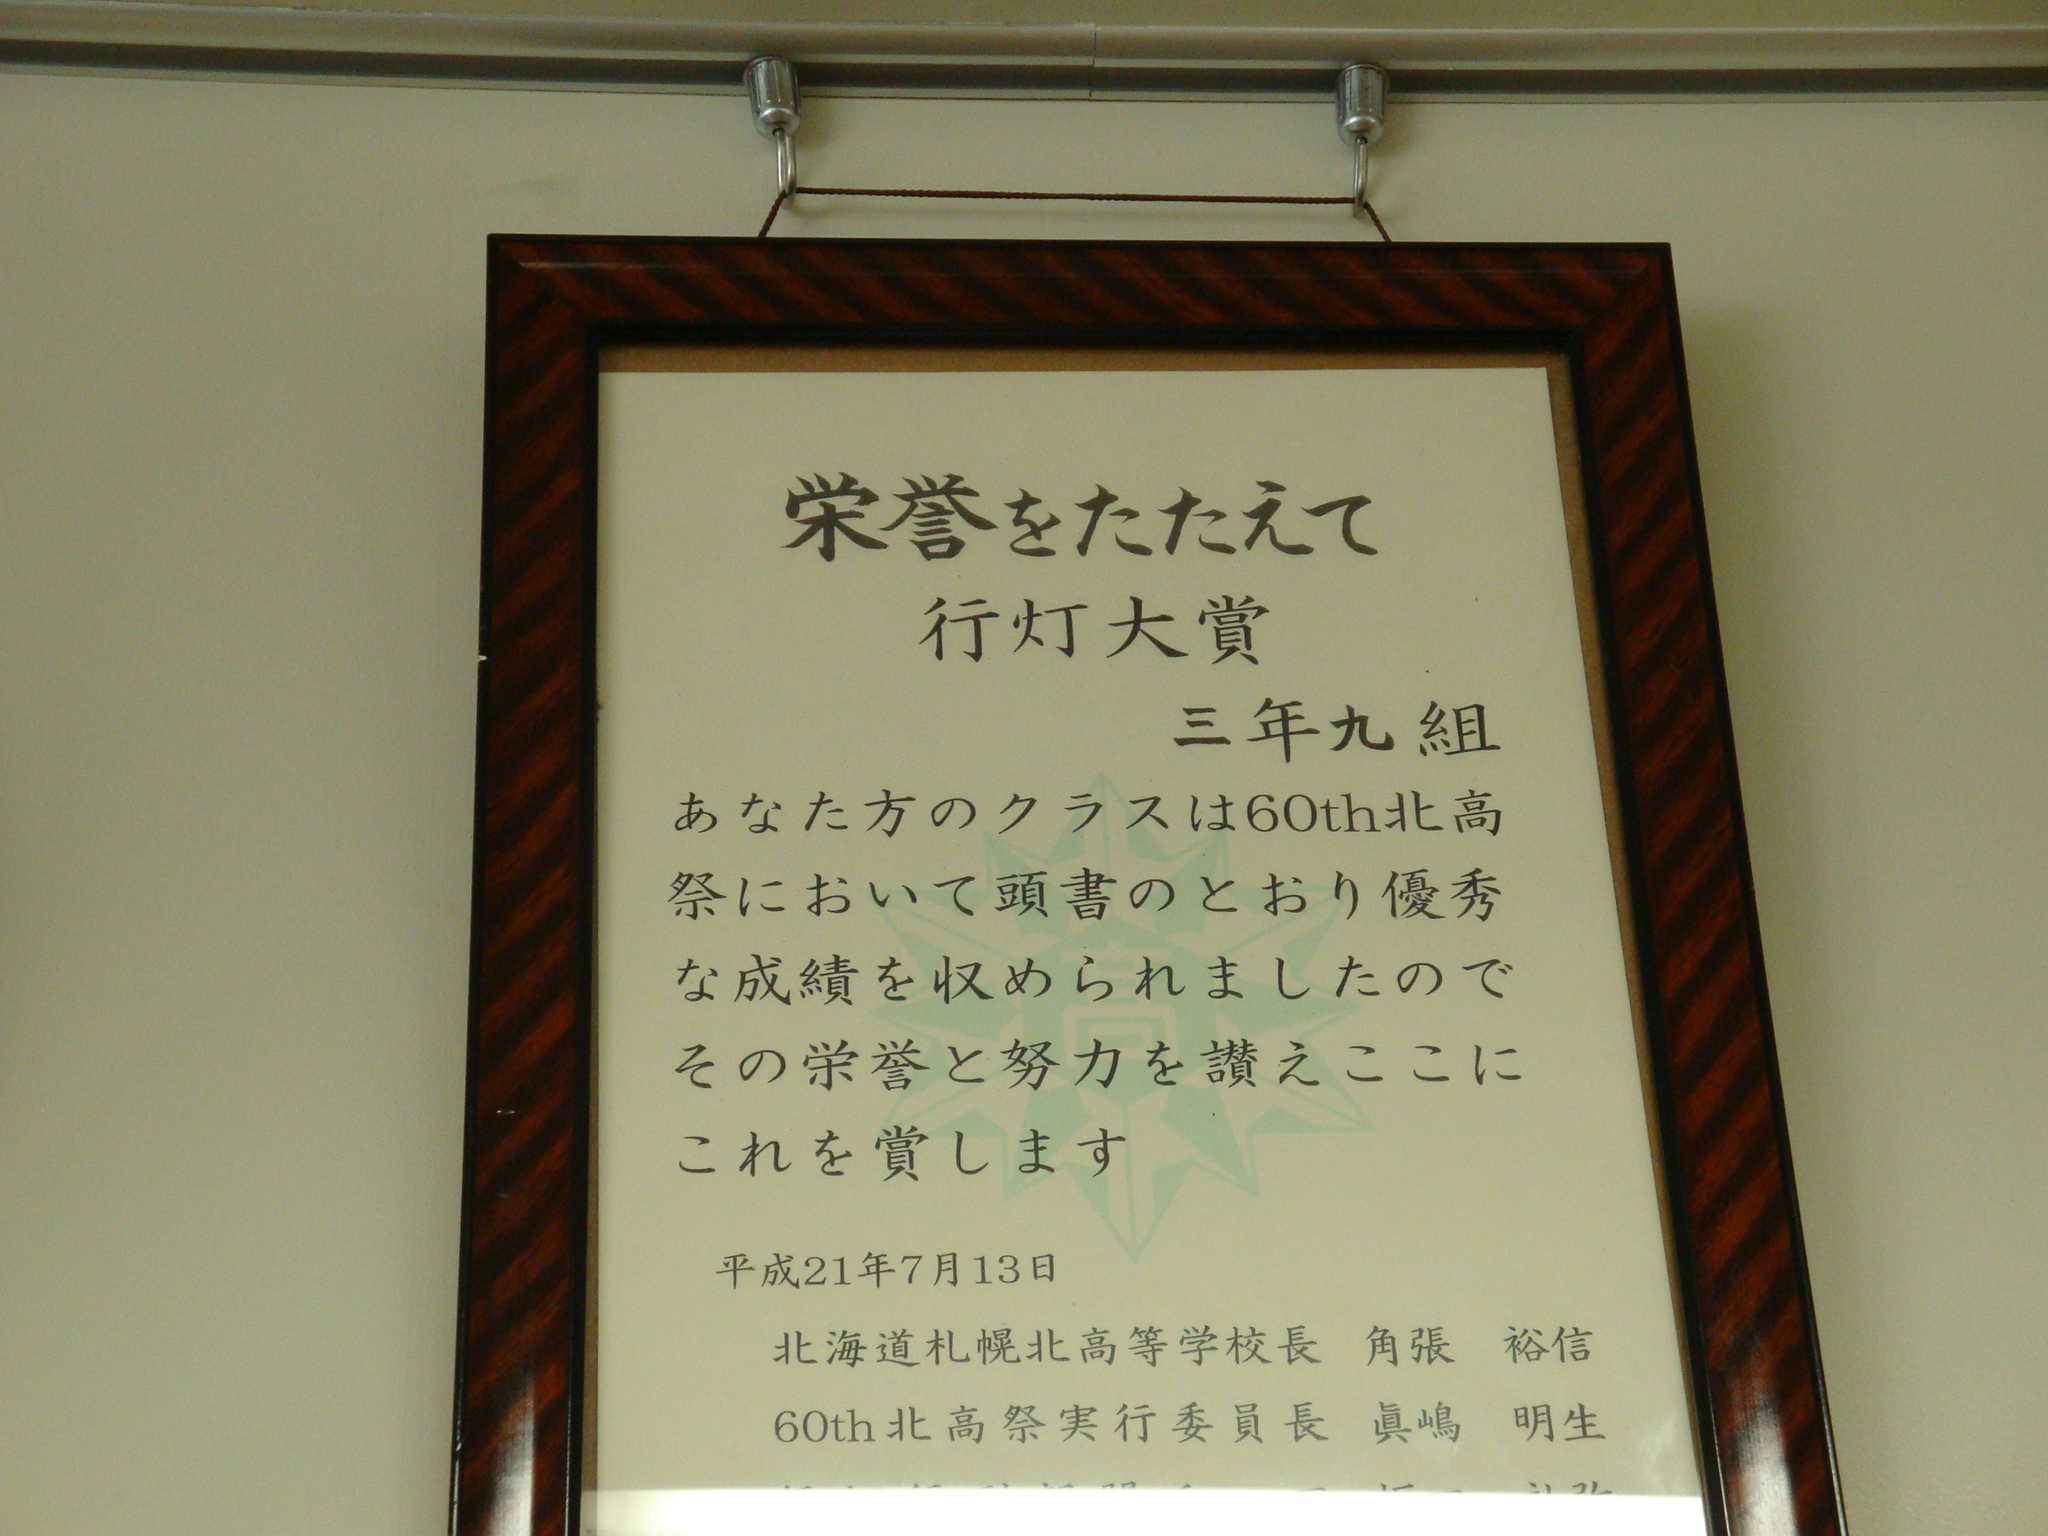 栄誉をたたえて
行灯大賞
三年九組
あなた方のクラスは60th北高
祭において頭書のとおり優秀
な成績を収められましたので
その栄誉と努力を讃えここに
これを賞します
平成21年7月13日
北海道札幌北高等学校長 角張 裕信
60th北高祭実行委員長 眞嶋 明生